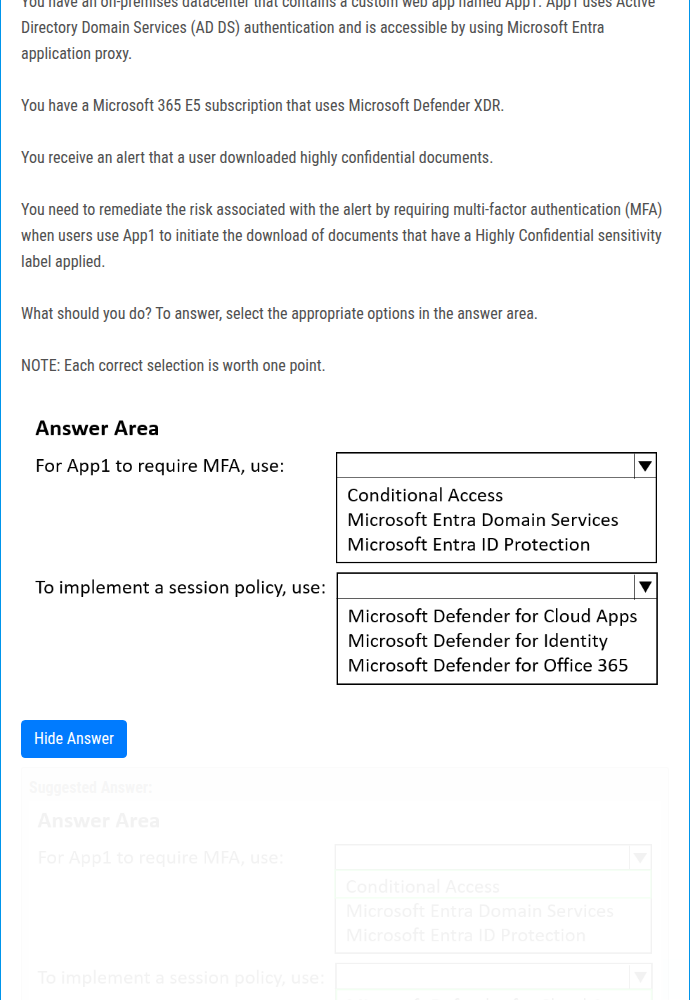 You have an on-premises datacenter that contains a custom web app named App1. App1 uses Active
Directory Domain Services (AD DS) authentication and is accessible by using Microsoft Entra
application proxy.
You have a Microsoft 365 E5 subscription that uses Microsoft Defender XDR.
You receive an alert that a user downloaded highly confidential documents.
You need to remediate the risk associated with the alert by requiring multi-factor authentication (MFA)
when users use App1 to initiate the download of documents that have a Highly Confidential sensitivity
label applied.
What should you do? To answer, select the appropriate options in the answer area.
NOTE: Each correct selection is worth one point.
Answer Area
For App1 to require MFA, use:
Conditional Access
Microsoft Entra Domain Services
Microsoft Entra ID Protection
To implement a session policy, use:
Microsoft Defender for Cloud Apps
Microsoft Defender for Identity
Microsoft Defender for Office 365
Hide Answer
Suggested Answer:
Answer Area
For App1 to require MFA, use:
Conditional Access
Microsoft Entra Domain Services
Microsoft Entra ID Protection
To implement a session policy, use: